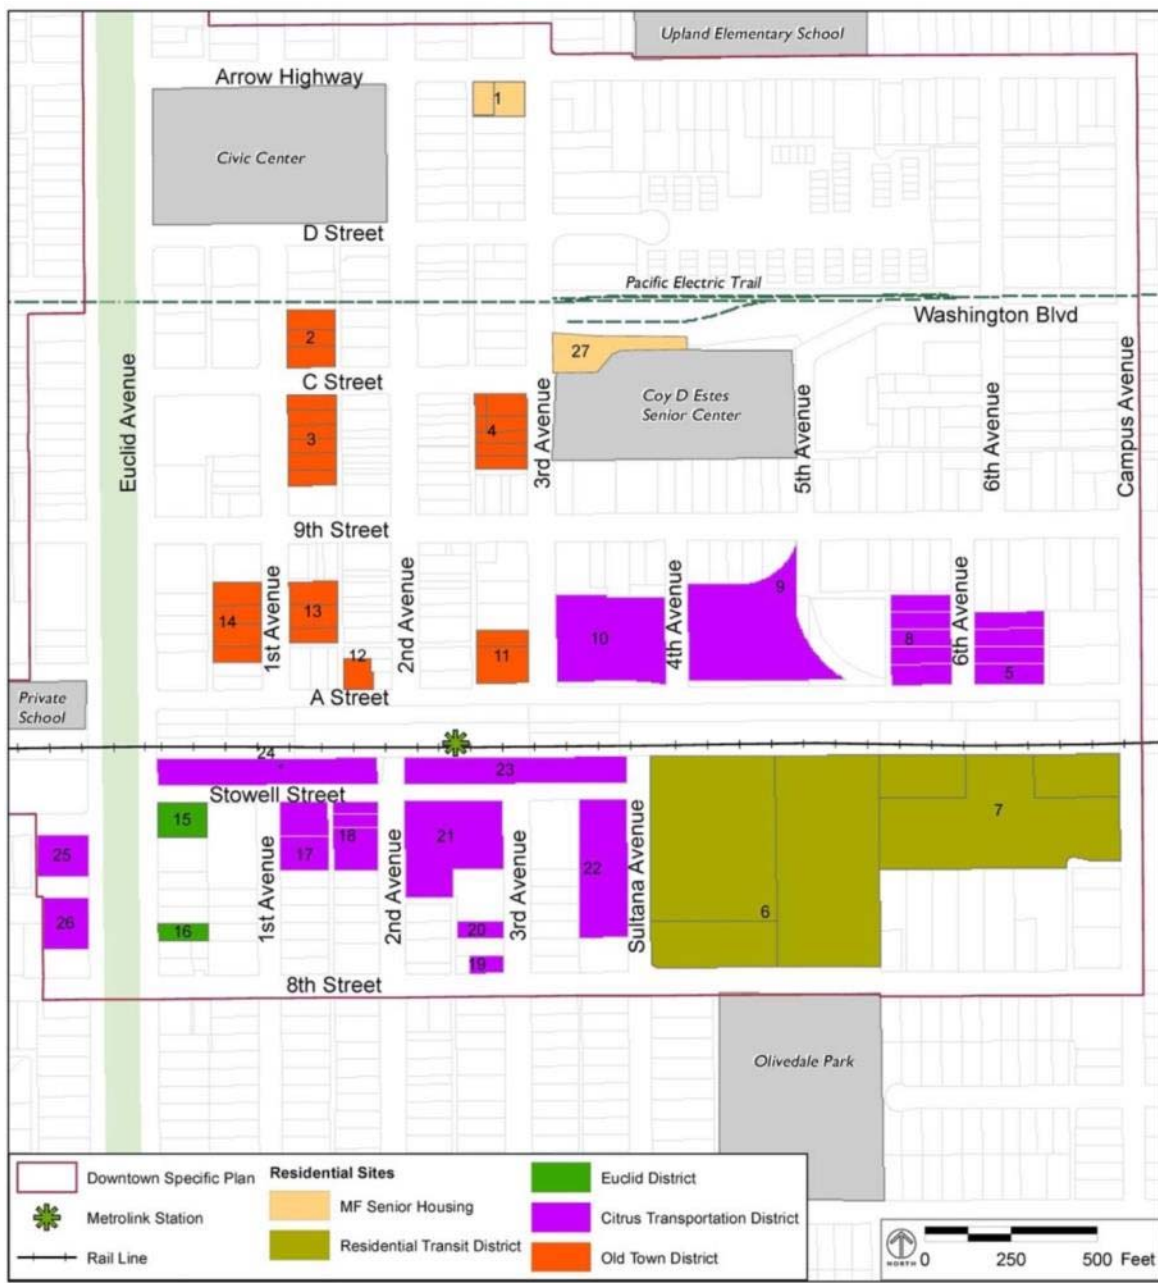 Upland Elementary School
Arrow Highway
1
Civic Center
D Street
Pacific Electric Trail
Washington Blvd
2
27
C Street
Coy D Estes
Senior Center
Euclid Avenue
3rd Avenue
5th Avenue
6th Avenue
Campus Avenue
3
4
9th Street
1st Avenue
2nd Avenue
4th Avenue
6th Avenue
14
13
12
11
10
9
8
5
A Street
Private
School
24
23
Stowell Street
15
17
18
21
22
25
7
1st Avenue
2nd Avenue
3rd Avenue
Sultana Avenue
26
16
20
19
6
8th Street
Olivedale Park
Downtown Specific Plan
Metrolink Station
Rail Line
Residential Sites
MF Senior Housing
Residential Transit District
Euclid District
Citrus Transportation District
Old Town District
NORTH
0 250 500 Feet